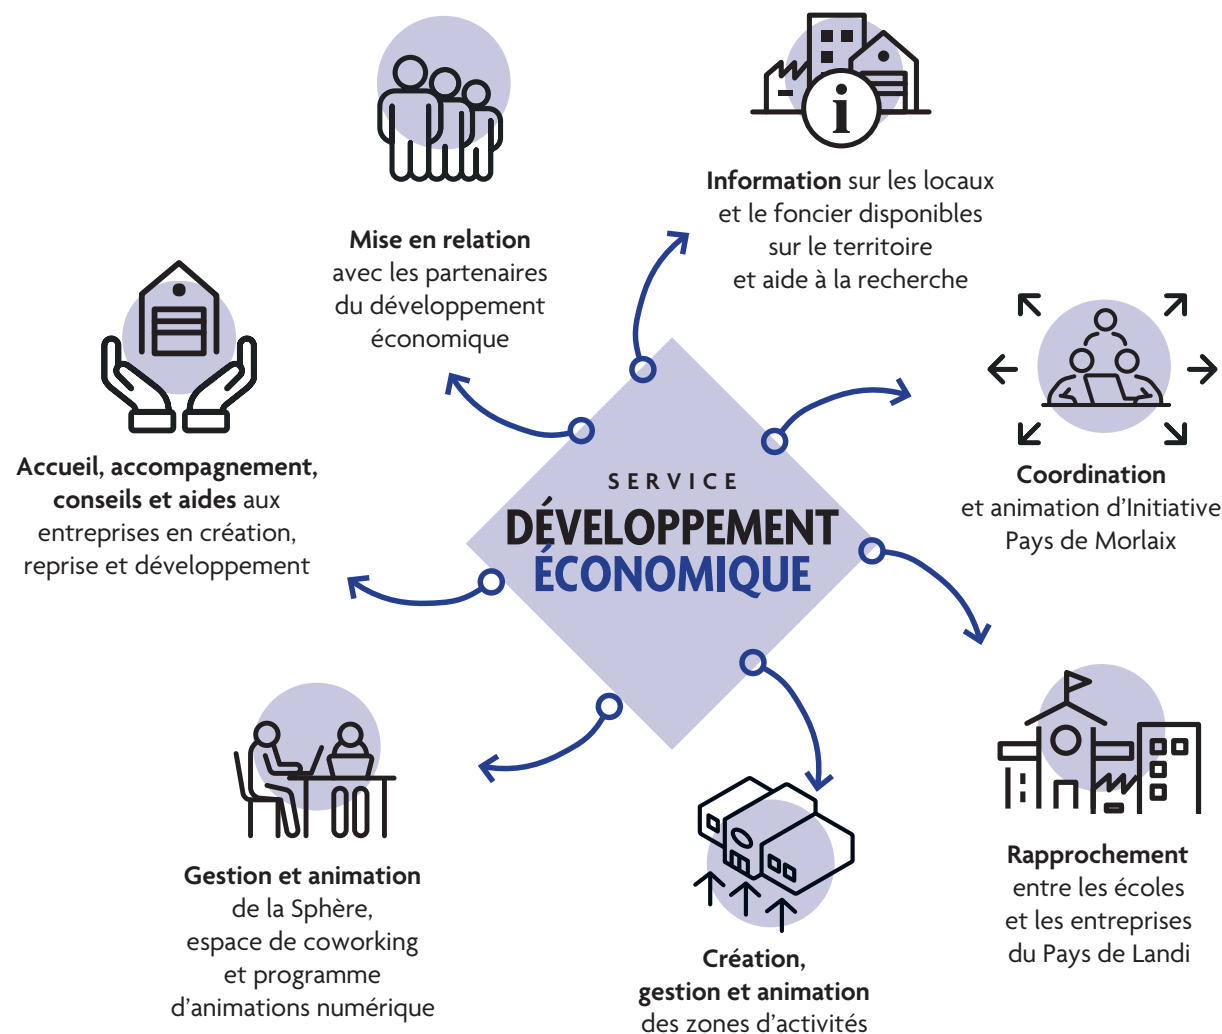 Information sur les locaux
et le foncier disponibles
sur le territoire
et aide à la recherche
Mise en relation
avec les partenaires
du développement
économique
Accueil, accompagnement,
conseils et aides aux
entreprises en création,
reprise et développement
Coordination
et animation d’Initiative
Pays de Morlaix
SERVICE
DÉVELOPPEMENT
ÉCONOMIQUE
Gestion et animation
de la Sphère,
espace de coworking
et programme
d’animations numérique
Création,
gestion et animation
des zones d’activités
Rapprochement
entre les écoles
et les entreprises
du Pays de Landi